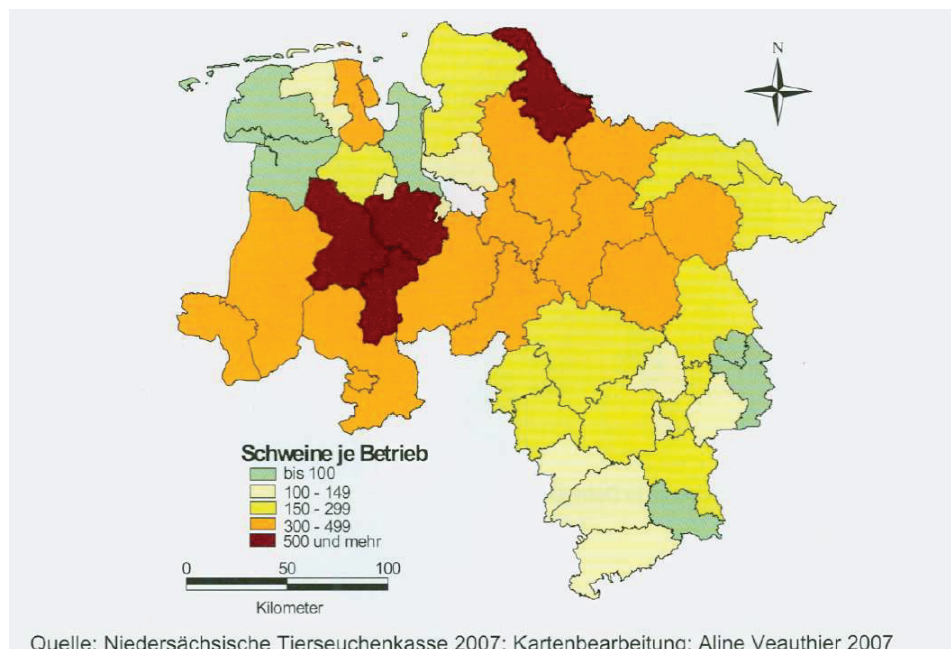 N
Schweine je Betrieb
bis 100
100 - 149
150 - 299
300 - 499
500 und mehr
0 50 100
Kilometer
Quelle: Niedersächsische Tierseuchenkasse 2007; Kartenbearbeitung: Aline Veauthier 2007